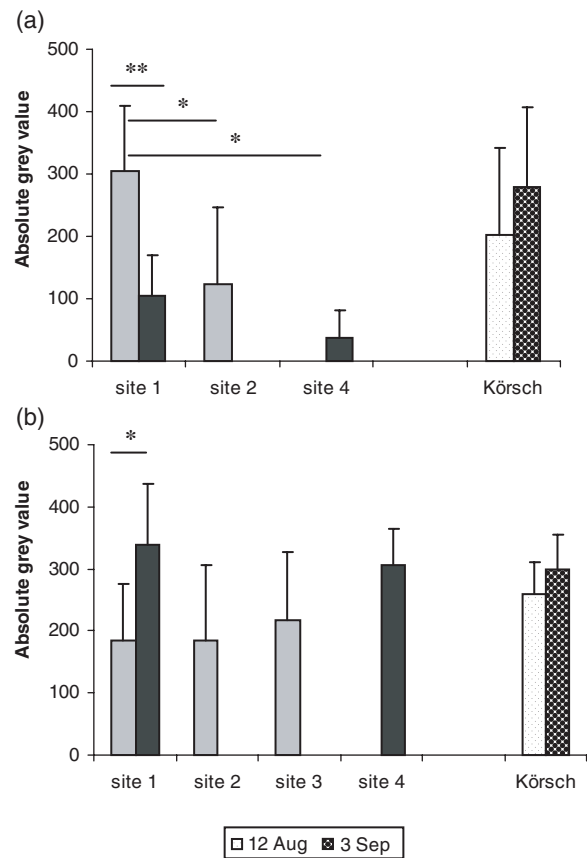 (a)
Absolute grey value
500
400
300
200
100
0
**
*
*
site 1 site 2 site 4 Körsch
(b)
Absolute grey value
500
400
300
200
100
0
*
site 1 site 2 site 3 site 4 Körsch
12 Aug 3 Sep